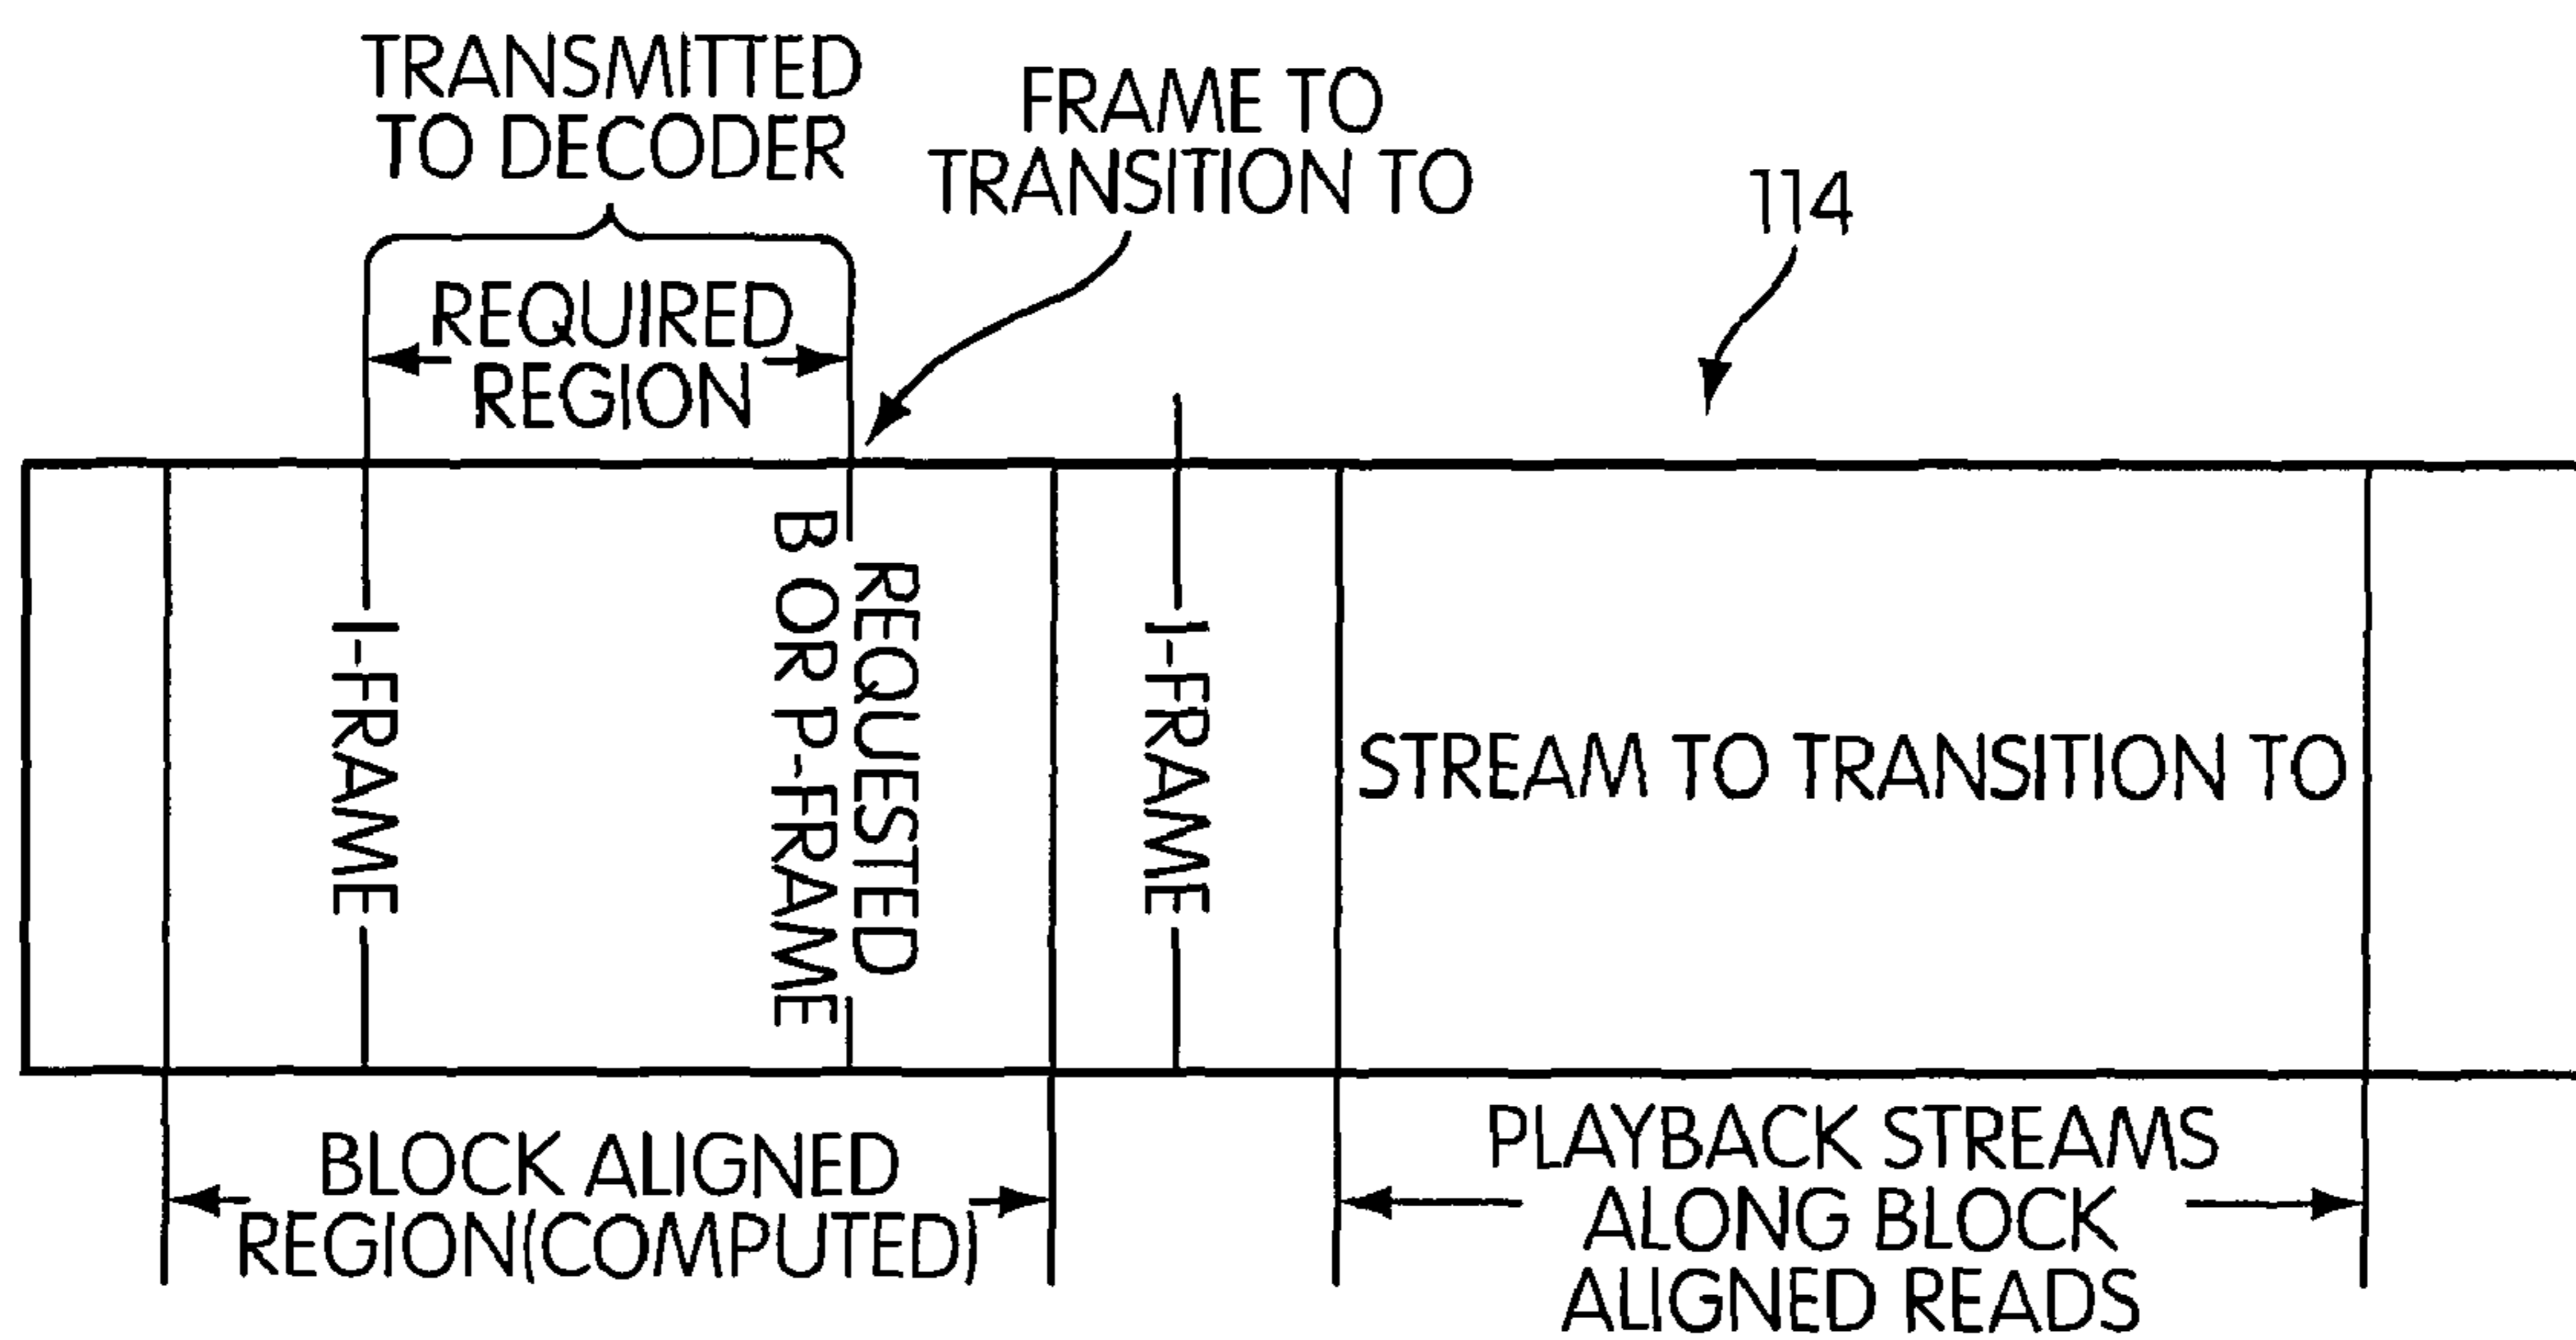 TRANSMITTED
TO DECODER
FRAME TO
TRANSITION TO
114
REQUIRED
REGION
I-FRAME
REQUESTED
B OR P-FRAME
I-FRAME
STREAM TO TRANSITION TO
BLOCK ALIGNED
REGION(COMPUTED)
PLAYBACK STREAMS
ALONG BLOCK
ALIGNED READS